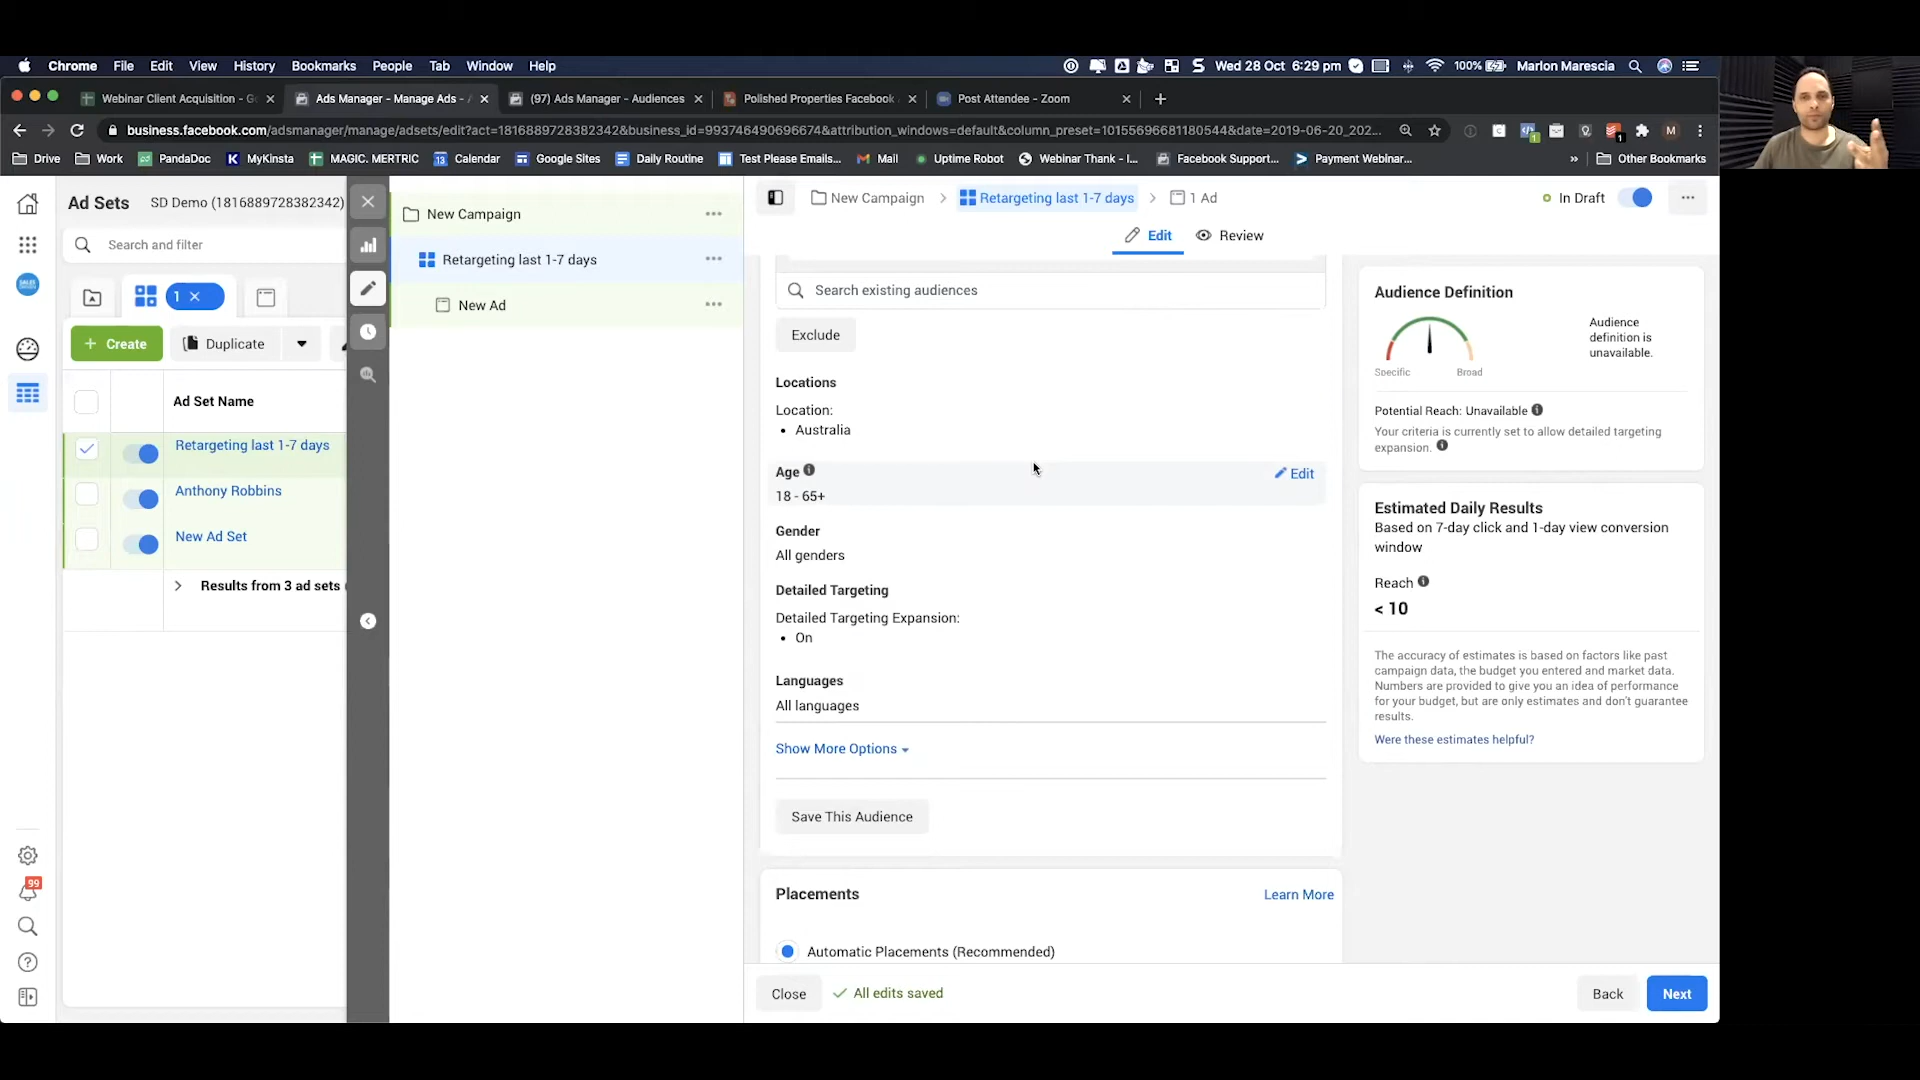 Chrome File Edit View History Bookmarks People Tab Window Help
Wed 28 Oct 6:29 pm 100% Marlon Marescia
Webinar Client Acquisition - G
Ads Manager - Manage Ads -
(97) Ads Manager - Audiences
Polished Properties Facebook
Post Attendee - Zoom
business.facebook.com/adsmanager/manage/adsets/edit?act=1816889728382342&business_id=993746490696674&attribution_windows=default&column_preset=10155696681180544&date=2019-06-20_202...
M
Drive Work PandaDoc MyKinsta MAGIC. MERTRIC Calendar Google Sites Daily Routine Test Please Emails... Mail Uptime Robot Webinar Thank - I... Facebook Support... Payment Webinar... » Other Bookmarks
Ad Sets SD Demo (1816889728382342)
Search and filter
1
Create Duplicate
Ad Set Name
Retargeting last 1-7 days
Anthony Robbins
New Ad Set
Results from 3 ad sets
99
New Campaign
Retargeting last 1-7 days
New Ad
New Campaign
Retargeting last 1-7 days
1 Ad
In Draft
Edit
Review
Search existing audiences
Exclude
Locations
Location:
• Australia
Age
18 - 65+
Edit
Gender
All genders
Detailed Targeting
Detailed Targeting Expansion:
• On
Languages
All languages
Show More Options
Save This Audience
Placements
Learn More
Automatic Placements (Recommended)
Close
All edits saved
Back
Next
Audience Definition
Audience
definition is
unavailable.
Specific
Broad
Potential Reach: Unavailable
Your criteria is currently set to allow detailed targeting
expansion.
Estimated Daily Results
Based on 7-day click and 1-day view conversion
window
Reach
< 10
The accuracy of estimates is based on factors like past
campaign data, the budget you entered and market data.
Numbers are provided to give you an idea of performance
for your budget, but are only estimates and don't guarantee
results.
Were these estimates helpful?